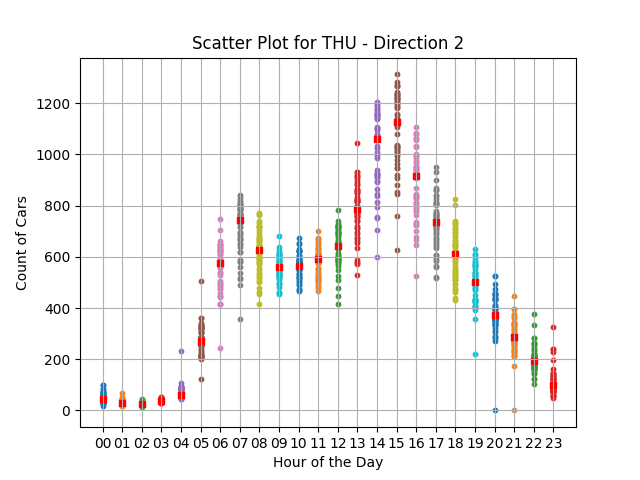 Scatter Plot for THU - Direction 2
Count of Cars
1200
1000
800
600
400
200
0
00 01 02 03 04 05 06 07 08 09 10 11 12 13 14 15 16 17 18 19 20 21 22 23
Hour of the Day